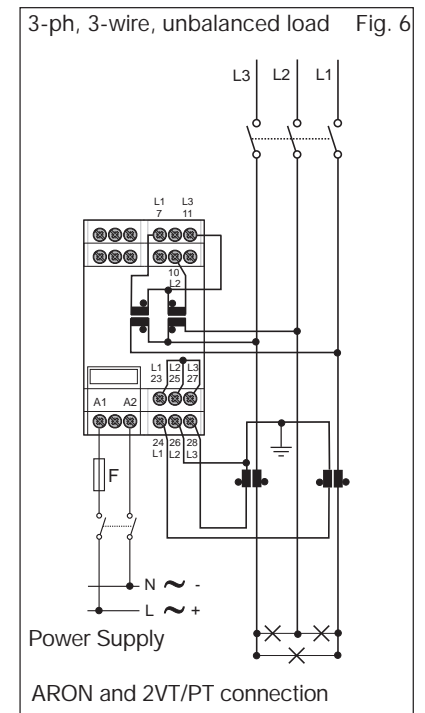 3-ph, 3-wire, unbalanced load Fig. 6
L3 L2 L1
L1 L3
7 11
10
L2
L1 L2 L3
23 25 27
A1 A2
24 26 28
L1 L2 L3
F
N ~ -
L ~ +
Power Supply
ARON and 2VT/PT connection